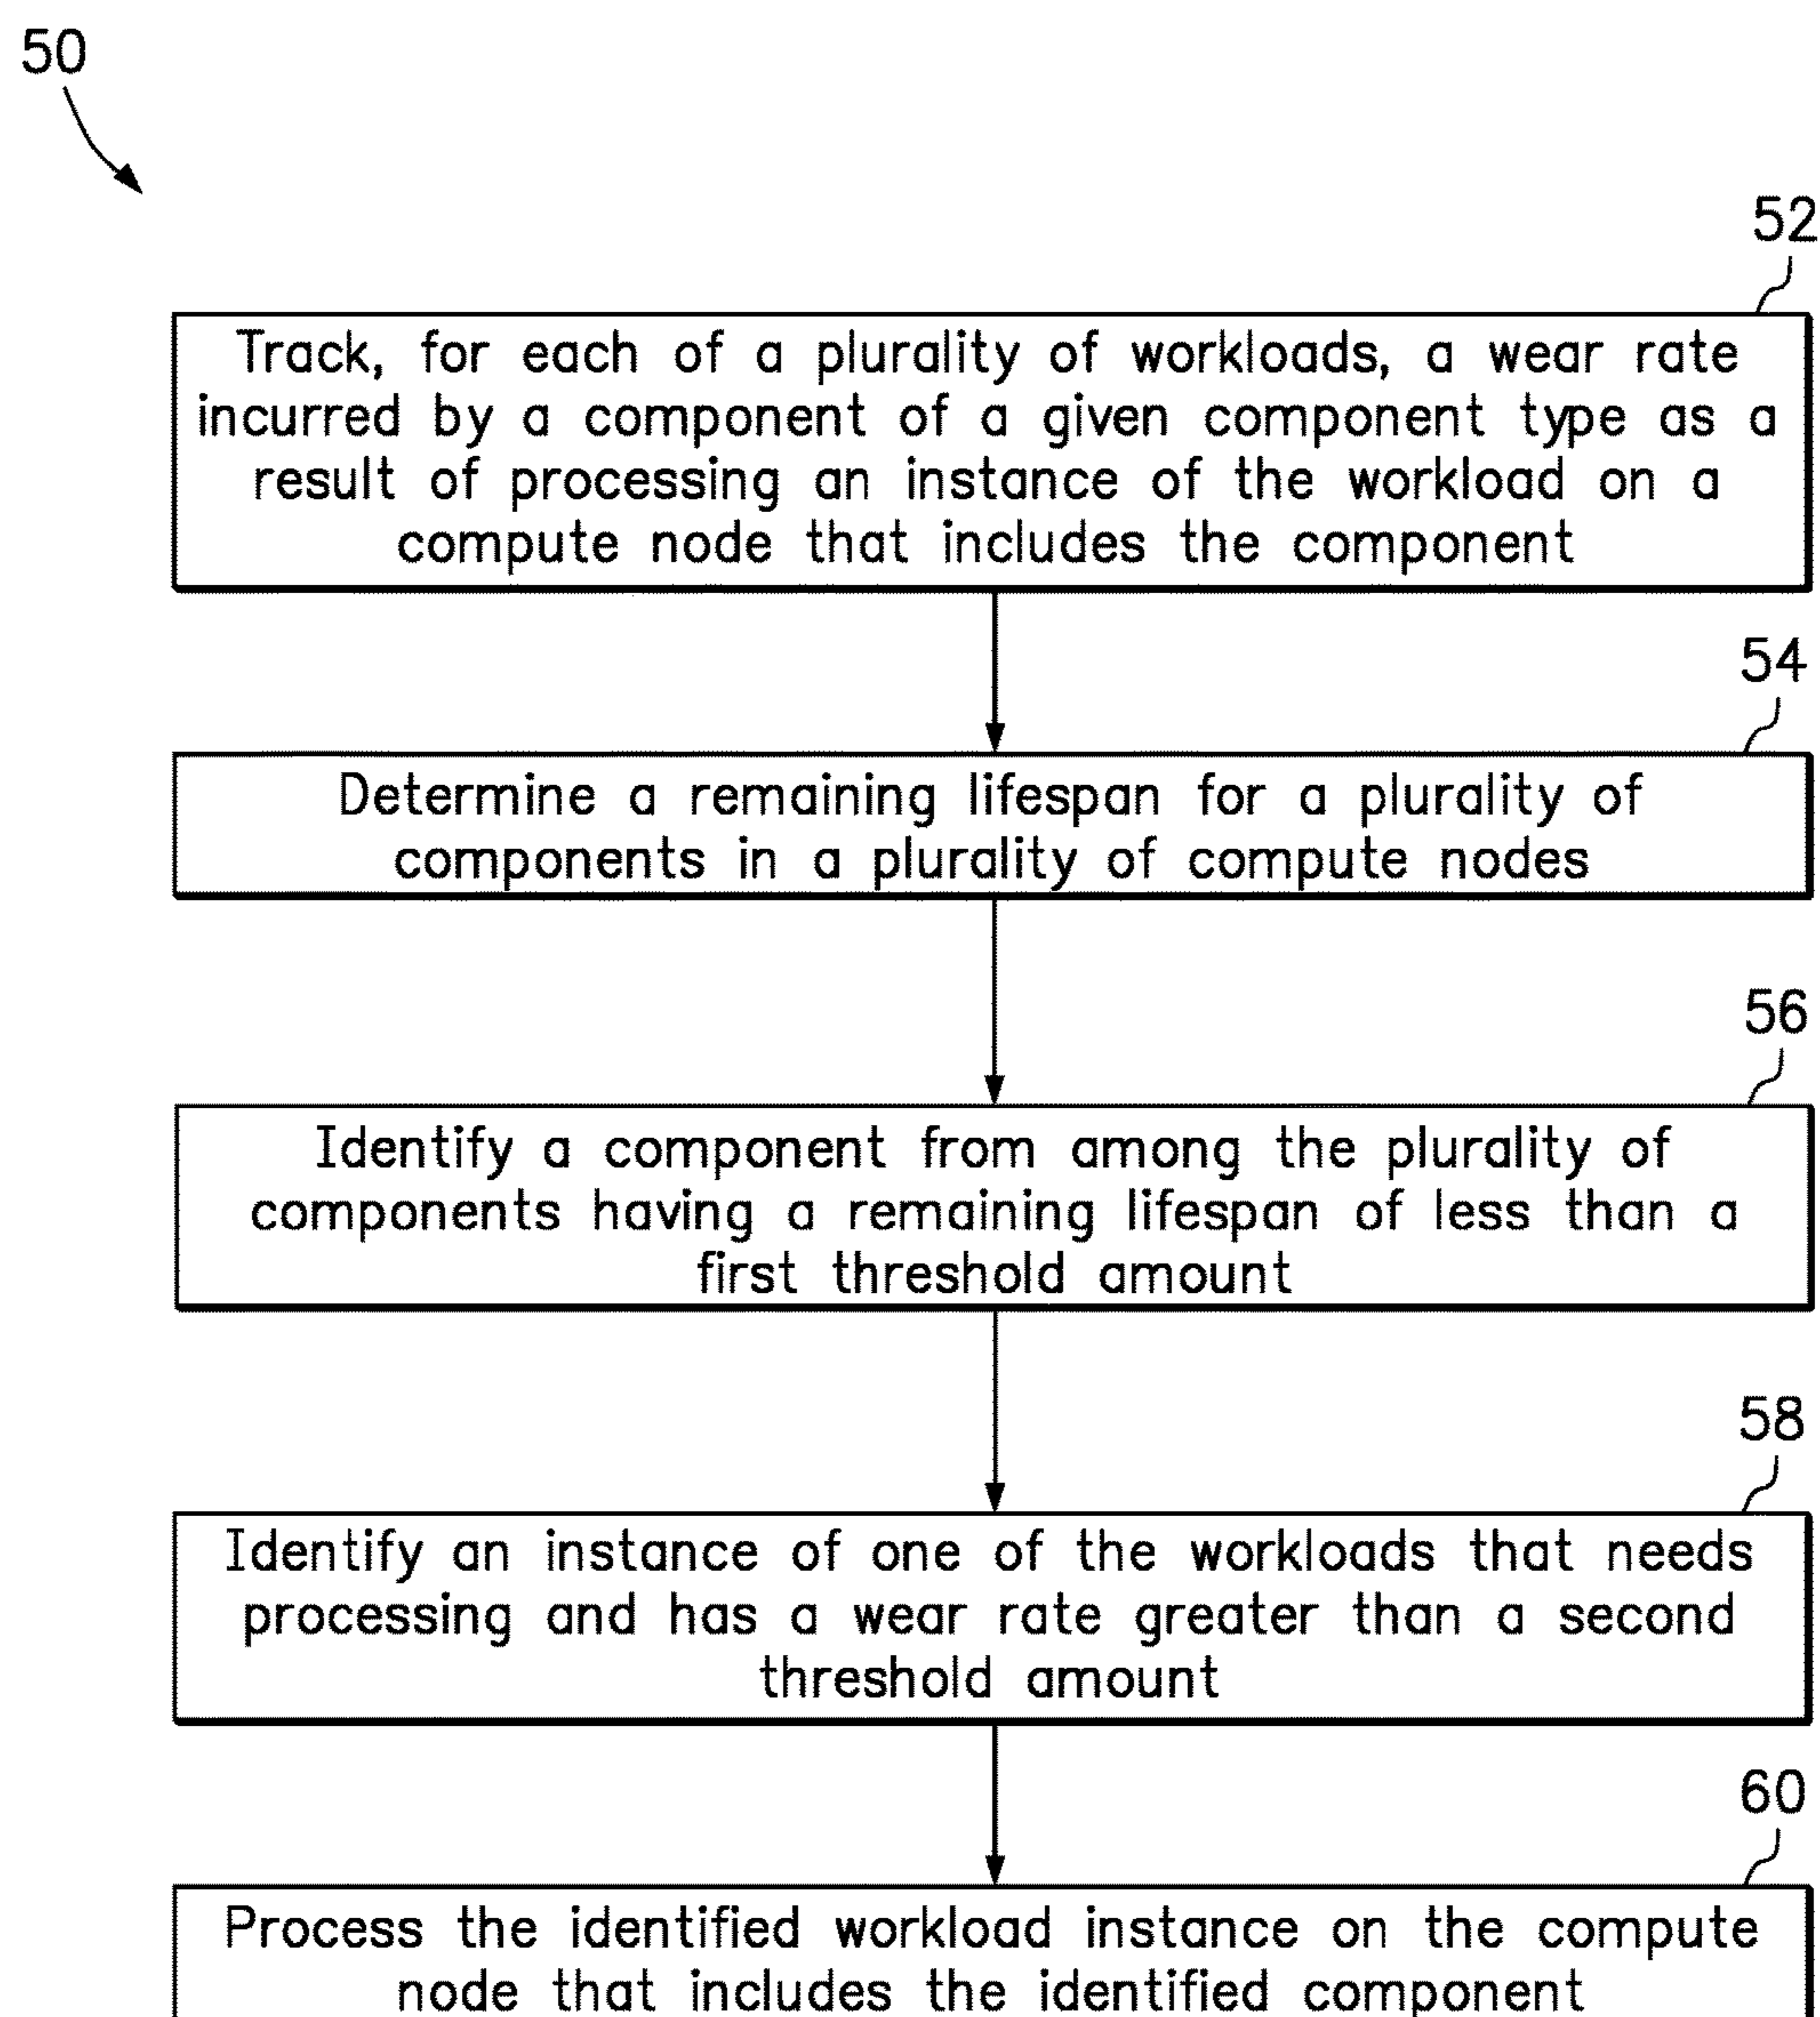 50
52
Track, for each of a plurality of workloads, a wear rate
incurred by a component of a given component type as a
result of processing an instance of the workload on a
compute node that includes the component
54
Determine a remaining lifespan for a plurality of
components in a plurality of compute nodes
56
Identify a component from among the plurality of
components having a remaining lifespan of less than a
first threshold amount
58
Identify an instance of one of the workloads that needs
processing and has a wear rate greater than a second
threshold amount
60
Process the identified workload instance on the compute
node that includes the identified component